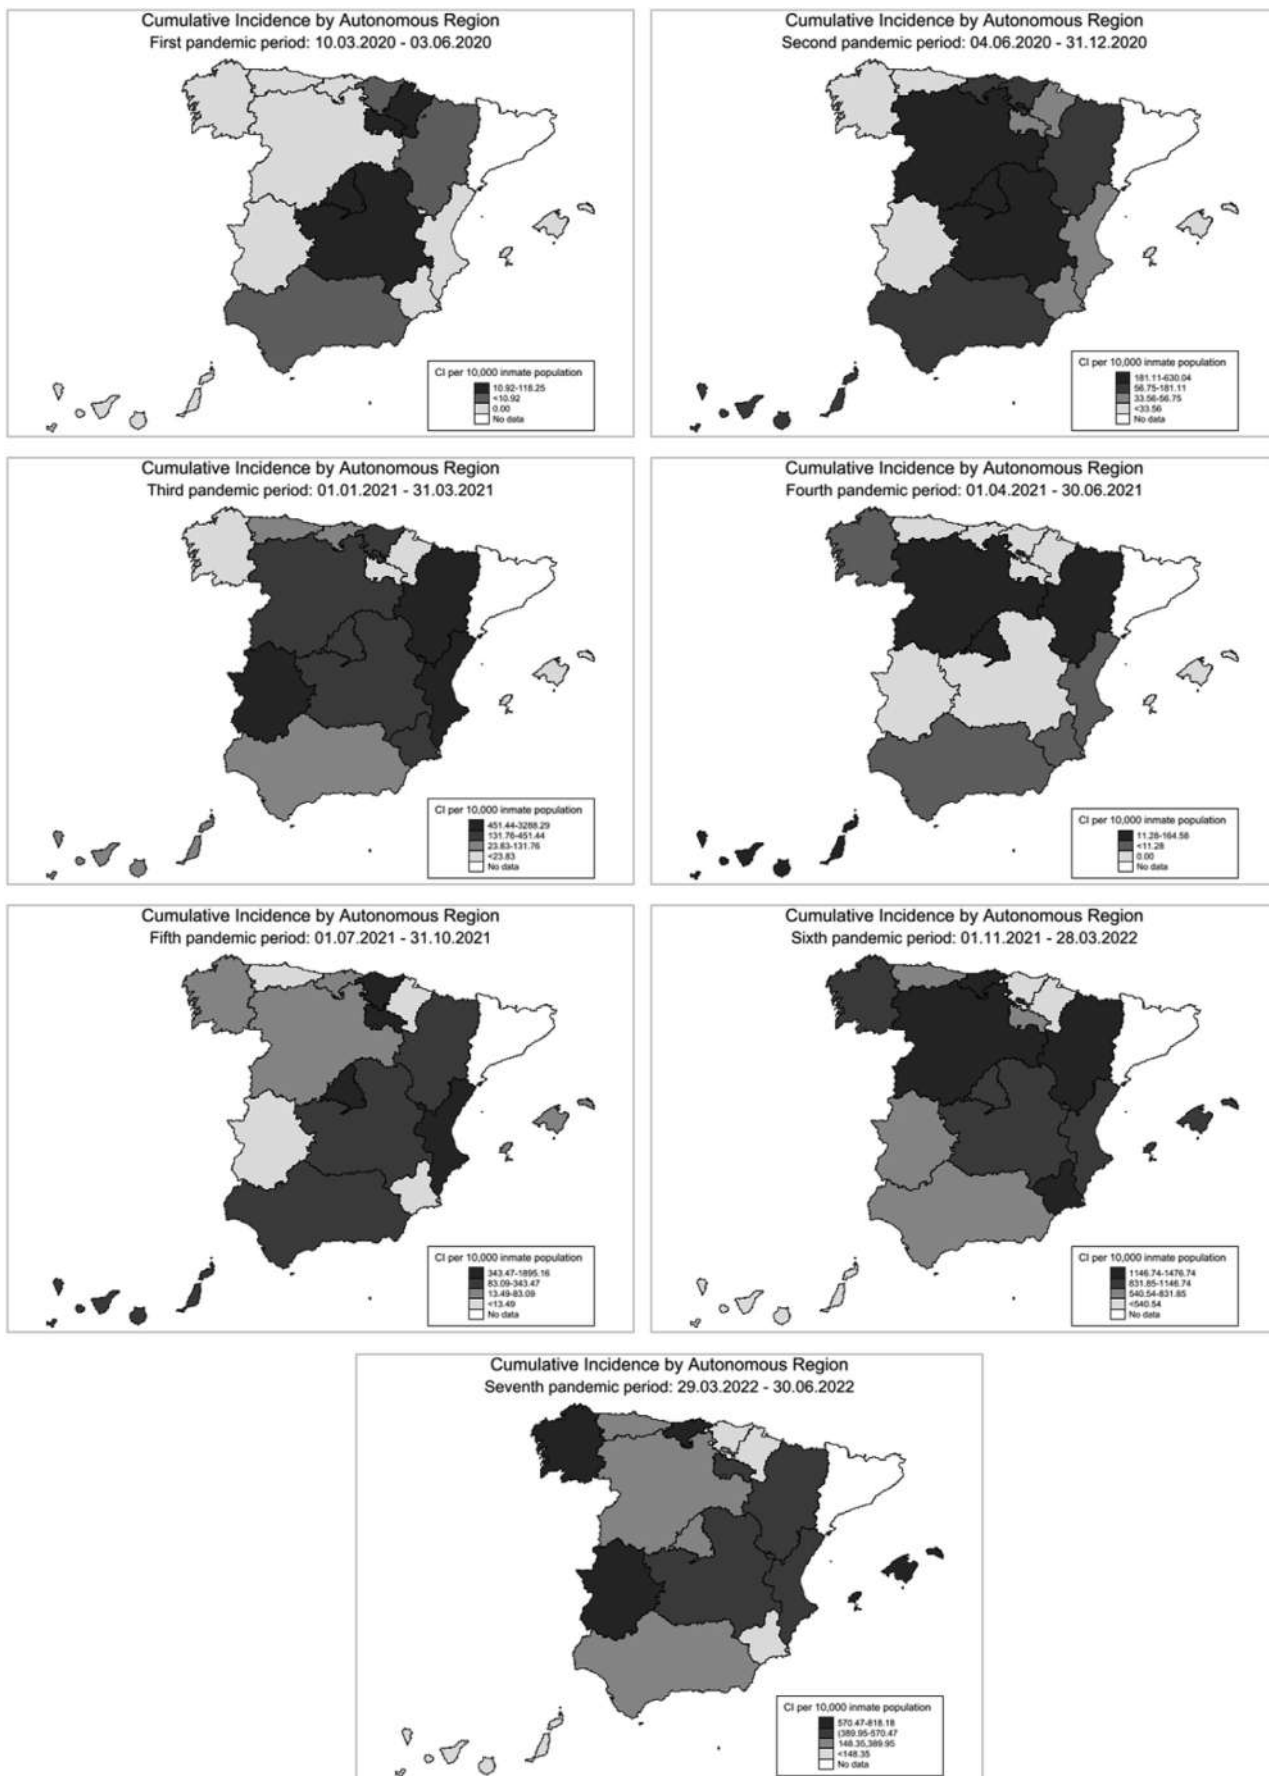 Cumulative Incidence by Autonomous Region
First pandemic period: 10.03.2020 - 03.06.2020
CI per 10,000 inmate population
10.92-118.25
<10.92
0.00
No data
Cumulative Incidence by Autonomous Region
Second pandemic period: 04.06.2020 - 31.12.2020
CI per 10,000 inmate population
181.11-630.04
56.75-181.11
33.56-56.75
<33.56
No data
Cumulative Incidence by Autonomous Region
Third pandemic period: 01.01.2021 - 31.03.2021
CI per 10,000 inmate population
451.44-3288.29
131.76-451.44
23.83-131.76
<23.83
No data
Cumulative Incidence by Autonomous Region
Fourth pandemic period: 01.04.2021 - 30.06.2021
CI per 10,000 inmate population
11.28-164.58
<11.28
0.00
No data
Cumulative Incidence by Autonomous Region
Fifth pandemic period: 01.07.2021 - 31.10.2021
CI per 10,000 inmate population
343.47-1895.16
83.09-343.47
13.49-83.09
<13.49
No data
Cumulative Incidence by Autonomous Region
Sixth pandemic period: 01.11.2021 - 28.03.2022
CI per 10,000 inmate population
1146.74-1476.74
831.85-1146.74
540.54-831.85
<540.54
No data
Cumulative Incidence by Autonomous Region
Seventh pandemic period: 29.03.2022 - 30.06.2022
CI per 10,000 inmate population
570.47-818.18
(389.95-570.47
148.35,389.95
<148.35
No data